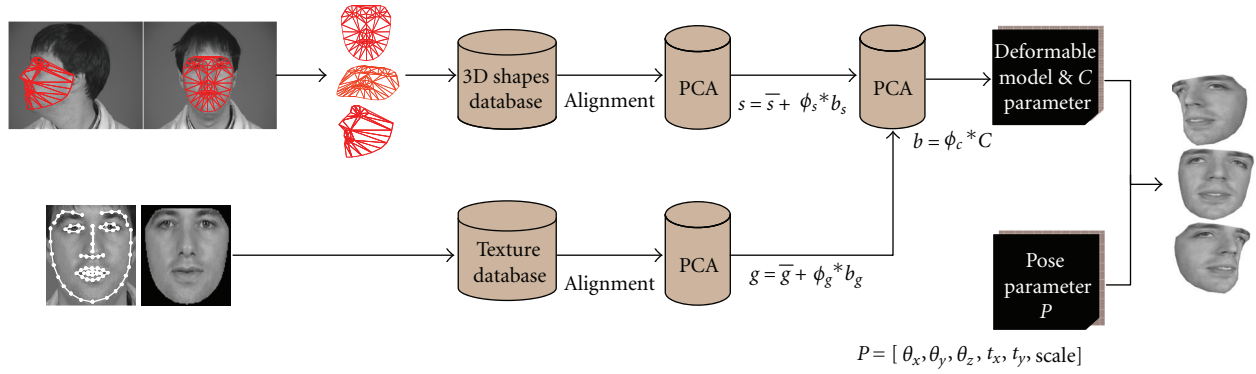 3D shapes
database
Alignment
PCA
s = s̅ + ϕs * bs
PCA
b = ϕc * C
Deformable
model & C
parameter
Texture
database
Alignment
PCA
g = g̅ + ϕg * bg
Pose
parameter
P
P = [ θx, θy, θz, tx, ty, scale]